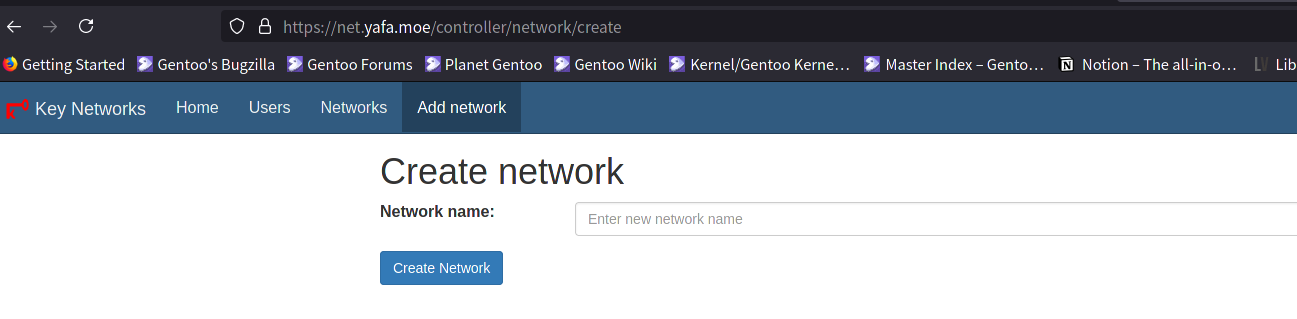 https://net.yafa.moe/controller/network/create
Getting Started Gentoo's Bugzilla Gentoo Forums Planet Gentoo Gentoo Wiki Kernel/Gentoo Kerne… Master Index – Gento… Notion – The all-in-o… Lib
Key Networks Home Users Networks Add network
Create network
Network name: Enter new network name
Create Network